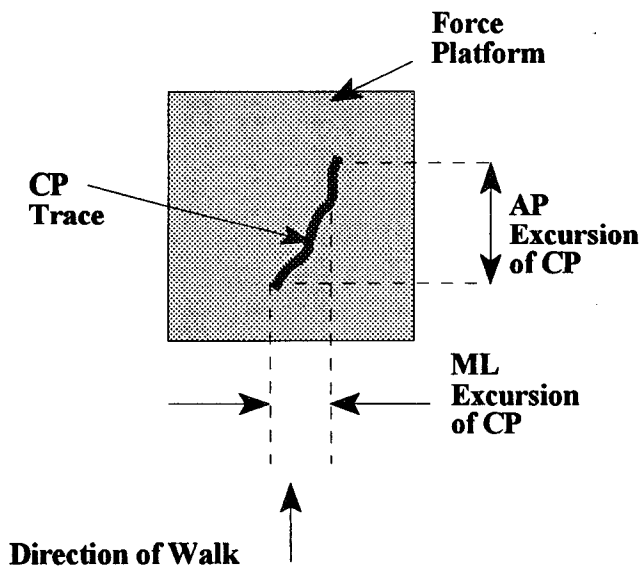 Force
Platform
CP
Trace
AP
Excursion
of CP
ML
Excursion
of CP
Direction of Walk